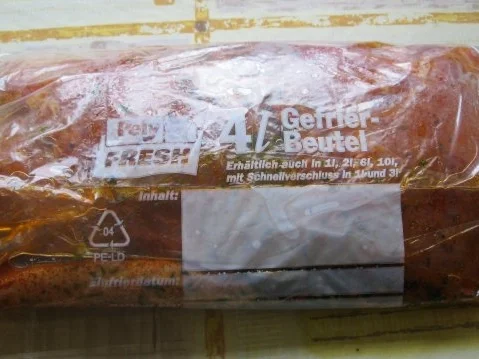 FRESH
4l Gefrier-
Beutel
Erhältlich auch in 1l, 2l, 6l, 10l,
mit Schnellverschluss in 1l und 3l
Inhalt:
04
PE-LD
Einfrierdatum: